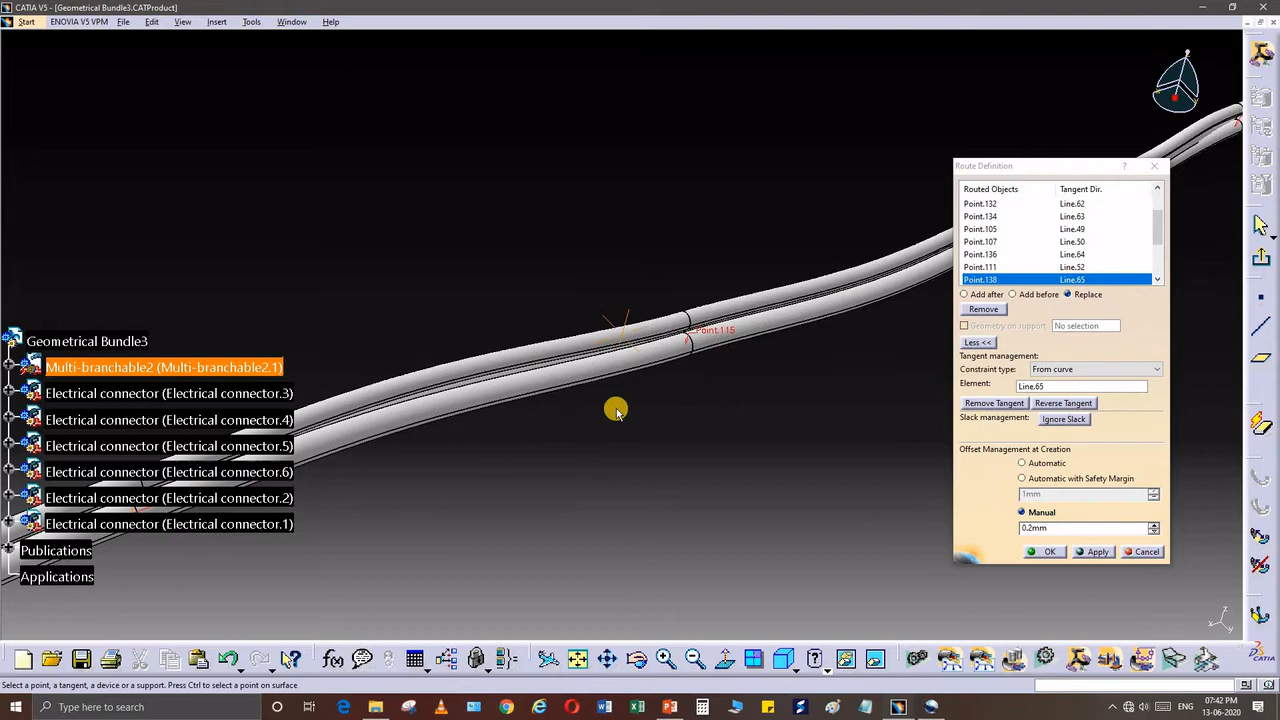 CATIA V5 - [Geometrical Bundle3.CATProduct]
Start ENOVIA V5 VPM File Edit View Insert Tools Window Help
Route Definition
Routed Objects Tangent Dir.
Point.132 Line.62
Point.134 Line.63
Point.105 Line.49
Point.107 Line.50
Point.136 Line.64
Point.111 Line.52
Point.138 Line.65
Add after Add before Replace
Remove
Geometry on support No selection
Less <<
Tangent management:
Constraint type: From curve
Element: Line.65
Remove Tangent Reverse Tangent
Slack management: Ignore Slack
Offset Management at Creation
Automatic
Automatic with Safety Margin
1mm
Manual
0.2mm
OK Apply Cancel
Point.115
Geometrical Bundle3
Multi-branchable2 (Multi-branchable2.1)
Electrical connector (Electrical connector.3)
Electrical connector (Electrical connector.4)
Electrical connector (Electrical connector.5)
Electrical connector (Electrical connector.6)
Electrical connector (Electrical connector.2)
Electrical connector (Electrical connector.1)
Publications
Applications
z
x
y
f(x)
CATIA
Select a point, a tangent, a device or a support. Press Ctrl to select a point on surface
Type here to search
07:42 PM
13-06-2020